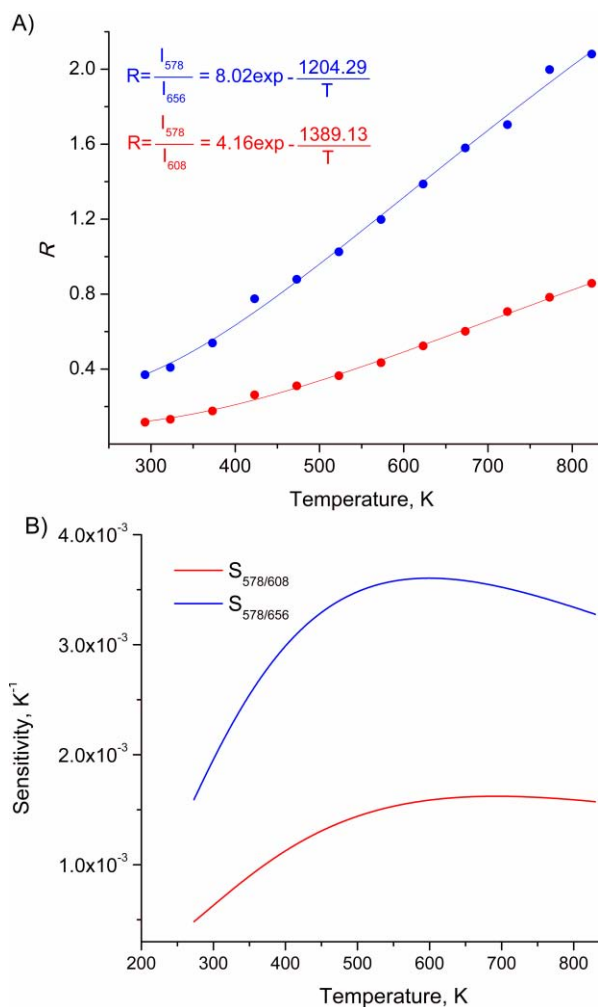 A)
R=I₅₇₈/I₆₅₆ = 8.02exp-1204.29/T
R=I₅₇₈/I₆₀₈ = 4.16exp-1389.13/T
2.0
1.6
1.2
0.8
0.4
R
300 400 500 600 700 800
Temperature, K
B)
4.0x10⁻³
3.0x10⁻³
2.0x10⁻³
1.0x10⁻³
S₅₇₈/₆₀₈
S₅₇₈/₆₅₆
Sensitivity, K⁻¹
200 300 400 500 600 700 800
Temperature, K